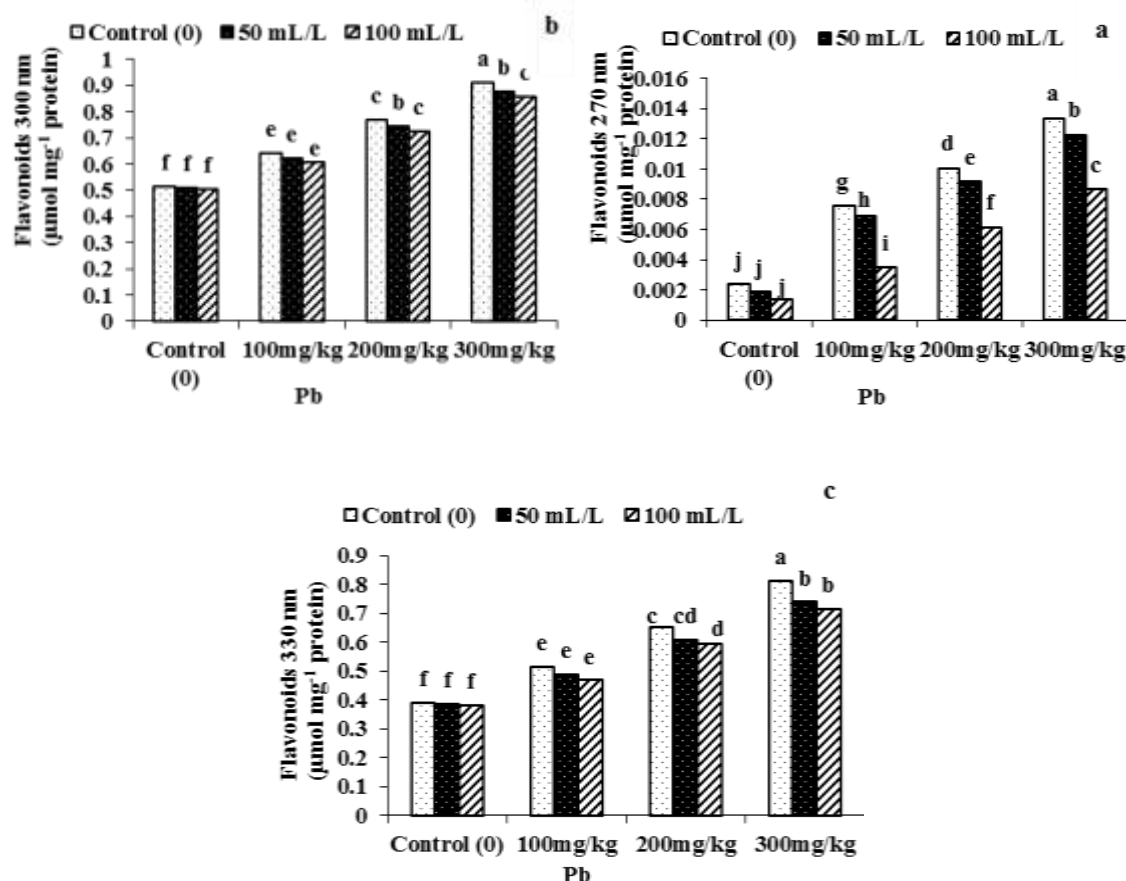 b
Control (0) 50 mL/L 100 mL/L
Flavonoids 300 nm
(µmol mg-1 protein)
1
0.9
0.8
0.7
0.6
0.5
0.4
0.3
0.2
0.1
0
f f f
e e e
c b c
a b c
Control (0) 100mg/kg 200mg/kg 300mg/kg
Pb
a
Control (0) 50 mL/L 100 mL/L
Flavonoids 270 nm
(µmol mg-1 protein)
0.016
0.014
0.012
0.01
0.008
0.006
0.004
0.002
0
j j j
g h i
d e f
a b c
Control (0) 100mg/kg 200mg/kg 300mg/kg
Pb
c
Control (0) 50 mL/L 100 mL/L
Flavonoids 330 nm
(µmol mg-1 protein)
0.9
0.8
0.7
0.6
0.5
0.4
0.3
0.2
0.1
0
f f f
e e e
c cd d
a b b
Control (0) 100mg/kg 200mg/kg 300mg/kg
Pb